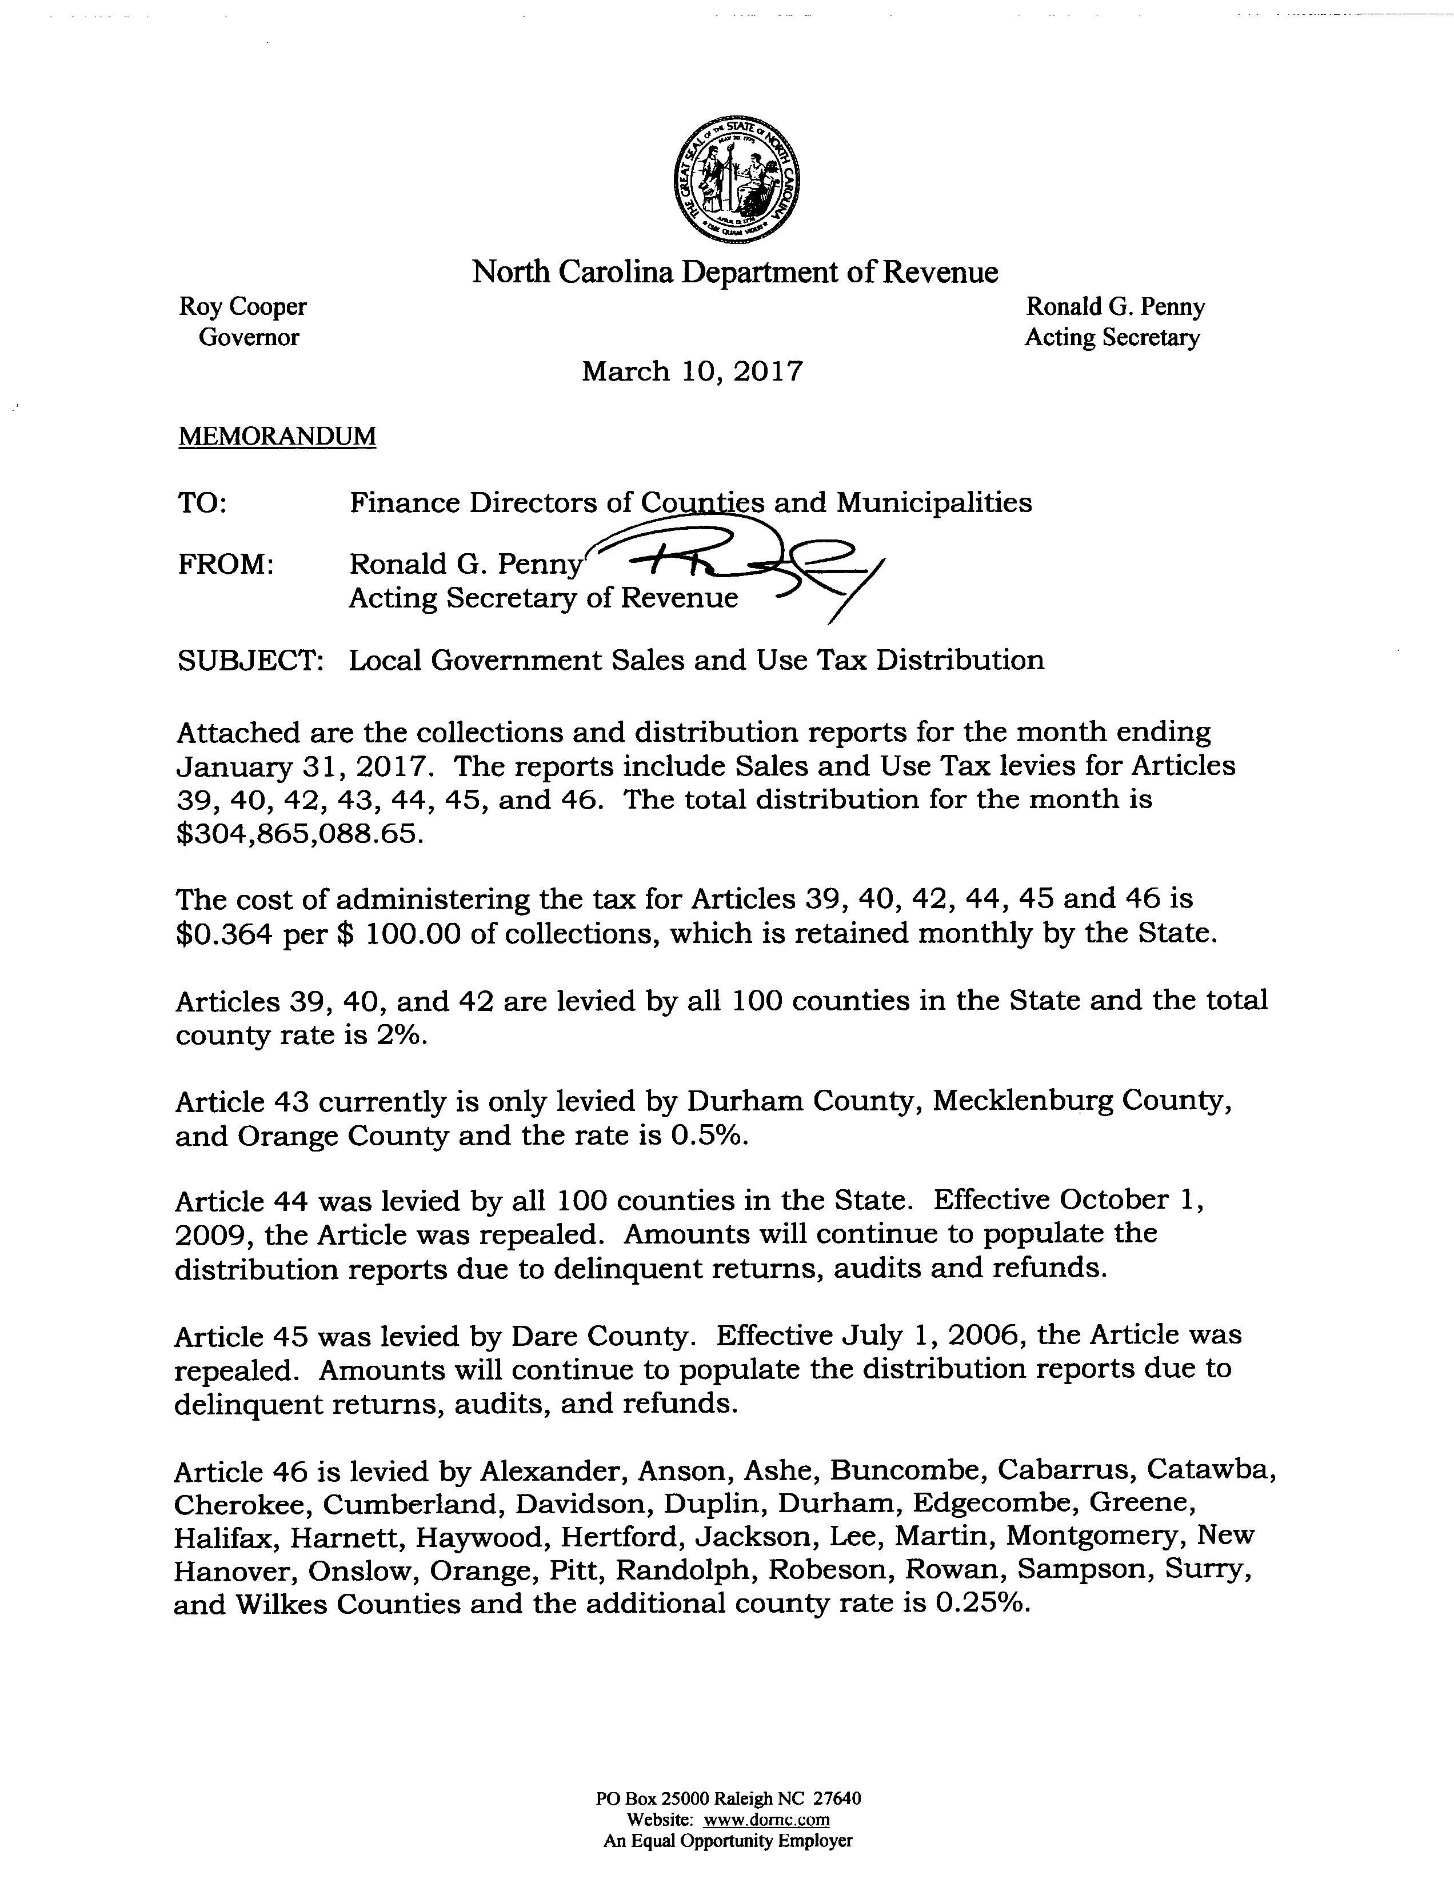 THE GREAT SEAL OF THE STATE OF NORTH CAROLINA
MAY 20, 1775
North Carolina Department of Revenue
Roy Cooper Ronald G. Penny
Governor Acting Secretary
March 10, 2017
MEMORANDUM
TO: Finance Directors of Counties and Municipalities
FROM: Ronald G. Penny
Acting Secretary of Revenue
SUBJECT: Local Government Sales and Use Tax Distribution
Attached are the collections and distribution reports for the month ending
January 31, 2017. The reports include Sales and Use Tax levies for Articles
39, 40, 42, 43, 44, 45, and 46. The total distribution for the month is
$304,865,088.65.
The cost of administering the tax for Articles 39, 40, 42, 44, 45 and 46 is
$0.364 per $ 100.00 of collections, which is retained monthly by the State.
Articles 39, 40, and 42 are levied by all 100 counties in the State and the total
county rate is 2%.
Article 43 currently is only levied by Durham County, Mecklenburg County,
and Orange County and the rate is 0.5%.
Article 44 was levied by all 100 counties in the State. Effective October 1,
2009, the Article was repealed. Amounts will continue to populate the
distribution reports due to delinquent returns, audits and refunds.
Article 45 was levied by Dare County. Effective July 1, 2006, the Article was
repealed. Amounts will continue to populate the distribution reports due to
delinquent returns, audits, and refunds.
Article 46 is levied by Alexander, Anson, Ashe, Buncombe, Cabarrus, Catawba,
Cherokee, Cumberland, Davidson, Duplin, Durham, Edgecombe, Greene,
Halifax, Harnett, Haywood, Hertford, Jackson, Lee, Martin, Montgomery, New
Hanover, Onslow, Orange, Pitt, Randolph, Robeson, Rowan, Sampson, Surry,
and Wilkes Counties and the additional county rate is 0.25%.
PO Box 25000 Raleigh NC 27640
Website: www.dornc.com
An Equal Opportunity Employer